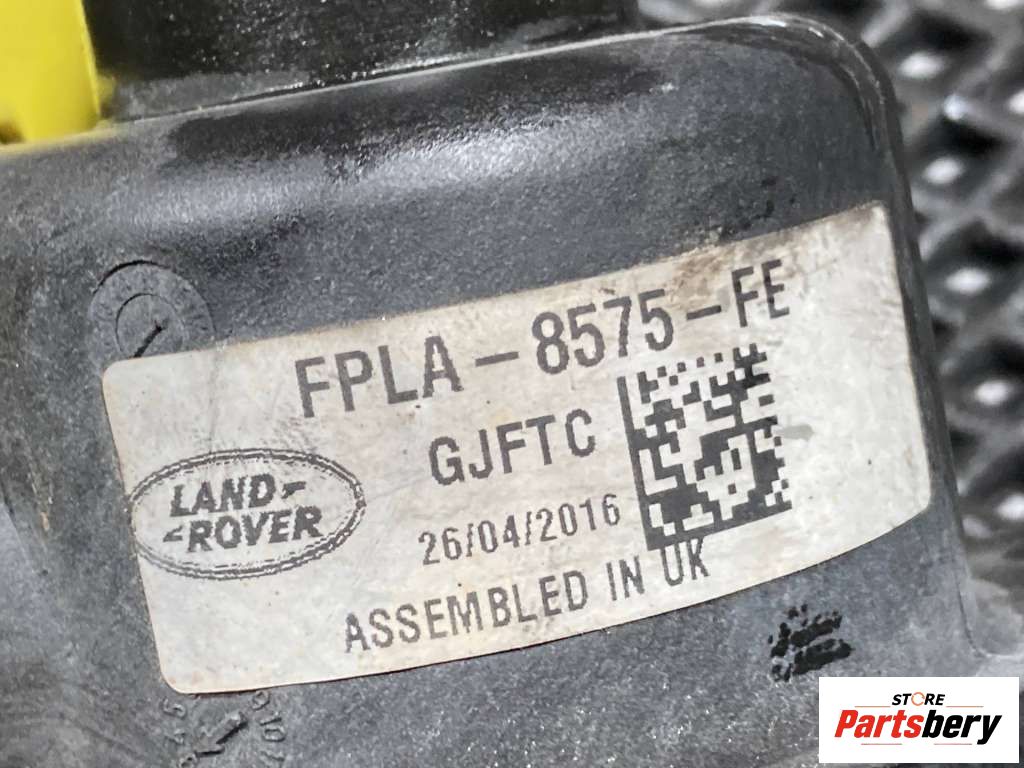 FPLA-8575-FE
GJFTC
LAND-
-ROVER
26/04/2016
ASSEMBLED IN UK
STORE
Partsbery